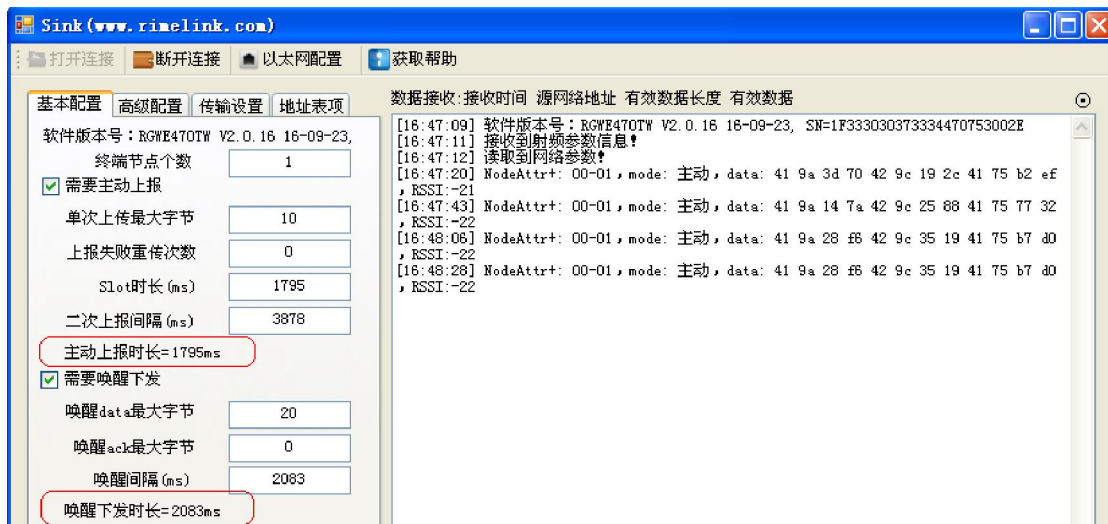 Sink(www.rimelink.com)
打开连接 断开连接 以太网配置 获取帮助
基本配置 高级配置 传输设置 地址表项
软件版本号：RGWE470TW V2.0.16 16-09-23,
终端节点个数 1
需要主动上报
单次上传最大字节 10
上报失败重传次数 0
Slot时长(ms) 1795
二次上报间隔(ms) 3878
主动上报时长=1795ms
需要唤醒下发
唤醒data最大字节 20
唤醒ack最大字节 0
唤醒间隔(ms) 2083
唤醒下发时长=2083ms
数据接收:接收时间 源网络地址 有效数据长度 有效数据
[16:47:09] 软件版本号：RGWE470TW V2.0.16 16-09-23, SN=1F333030373334470753002E
[16:47:11] 接收到射频参数信息！
[16:47:12] 读取到网络参数！
[16:47:20] NodeAttr+: 00-01，mode: 主动，data: 41 9a 3d 70 42 9c 19 2c 41 75 b2 ef
，RSSI:-21
[16:47:43] NodeAttr+: 00-01，mode: 主动，data: 41 9a 14 7a 42 9c 25 88 41 75 77 32
，RSSI:-22
[16:48:06] NodeAttr+: 00-01，mode: 主动，data: 41 9a 28 f6 42 9c 35 19 41 75 b7 d0
，RSSI:-22
[16:48:28] NodeAttr+: 00-01，mode: 主动，data: 41 9a 28 f6 42 9c 35 19 41 75 b7 d0
，RSSI:-22